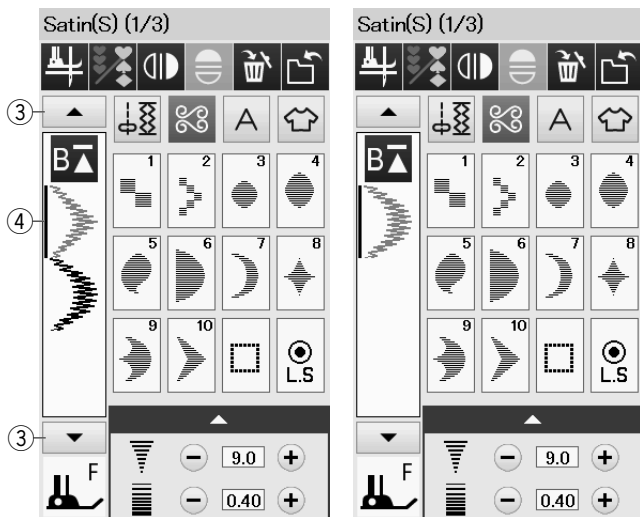 Satin(S) (1/3)
A
3
B
1 2 3 4
4
5 6 7 8
9 10
L.S
3
9.0
F
0.40
Satin(S) (1/3)
A
B
1 2 3 4
5 6 7 8
9 10
L.S
9.0
F
0.40